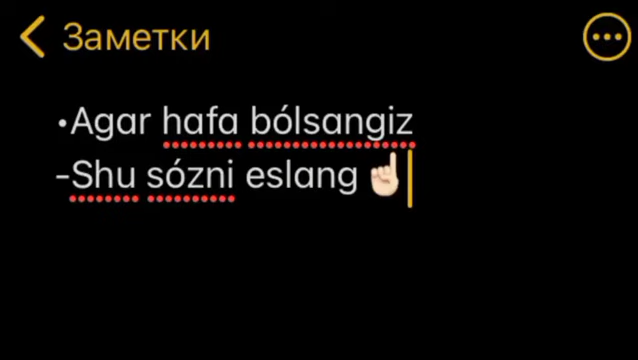 Заметки
•Agar hafa bólsangiz
-Shu sózni eslang ☝🏻